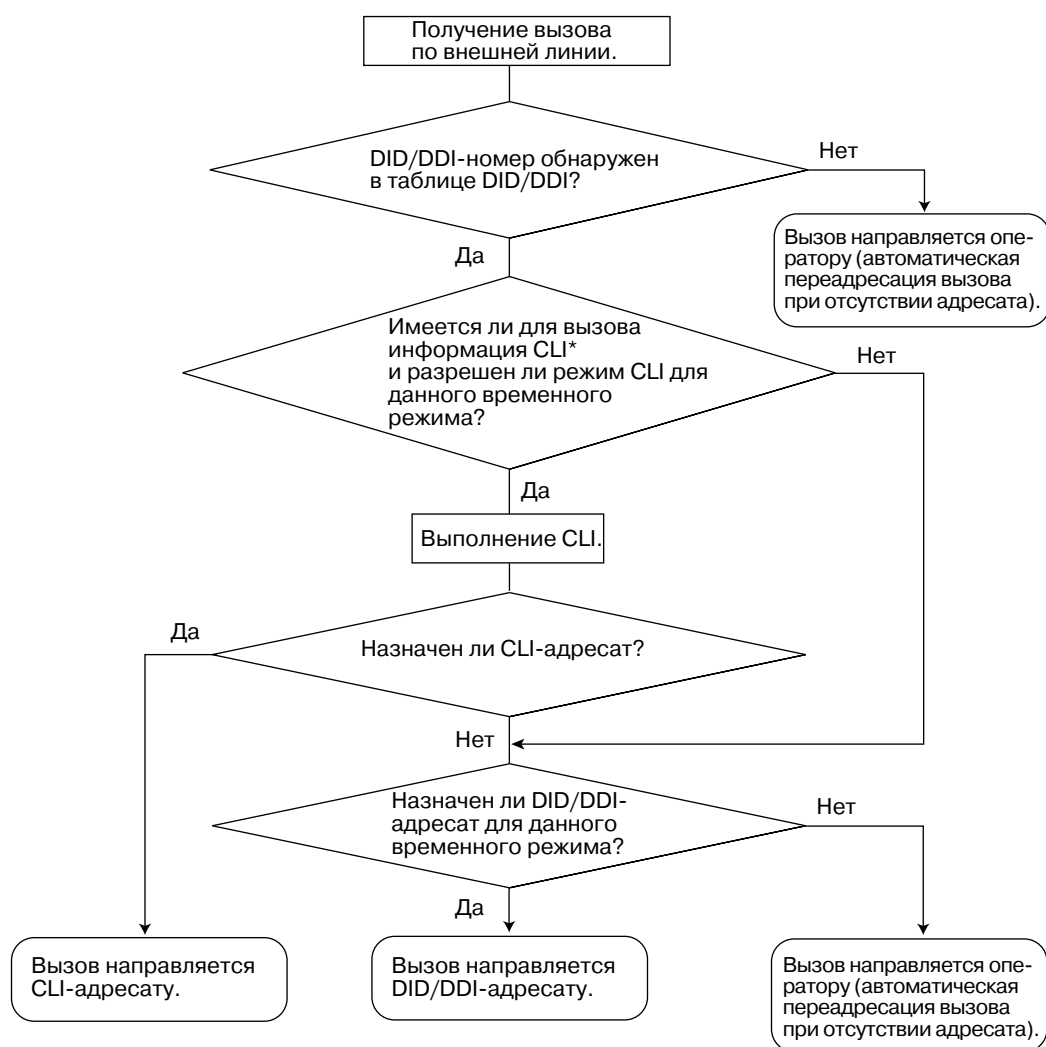 Получение вызова
по внешней линии.
DID/DDI-номер обнаружен
в таблице DID/DDI?
Нет
Вызов направляется опе-
ратору (автоматическая
переадресация вызова
при отсутствии адресата).
Да
Имеется ли для вызова
информация CLI*
и разрешен ли режим CLI для
данного временного
режима?
Нет
Да
Выполнение CLI.
Да
Назначен ли CLI-адресат?
Нет
Назначен ли DID/DDI-
адресат для данного
временного режима?
Нет
Да
Вызов направляется
CLI-адресату.
Вызов направляется
DID/DDI-адресату.
Вызов направляется опе-
ратору (автоматическая
переадресация вызова
при отсутствии адресата).